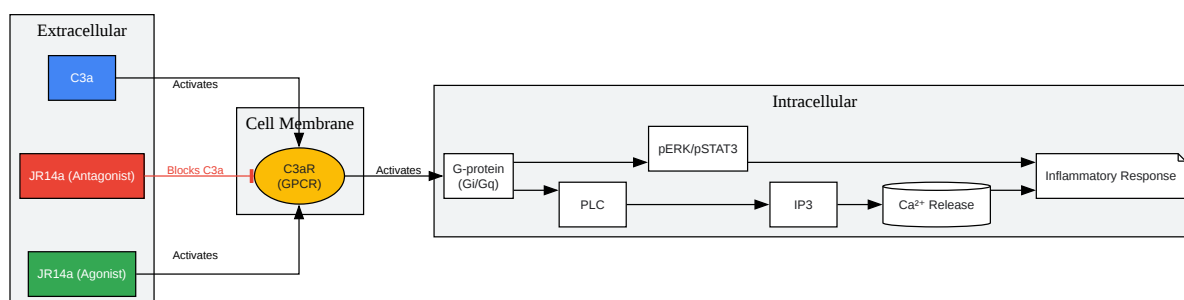 Extracellular
C3a
Activates
JR14a (Antagonist)
Blocks C3a
JR14a (Agonist)
Activates
Cell Membrane
C3aR
(GPCR)
Activates
Intracellular
G-protein
(Gi/Gq)
pERK/pSTAT3
PLC
IP3
Ca²⁺ Release
Inflammatory Response